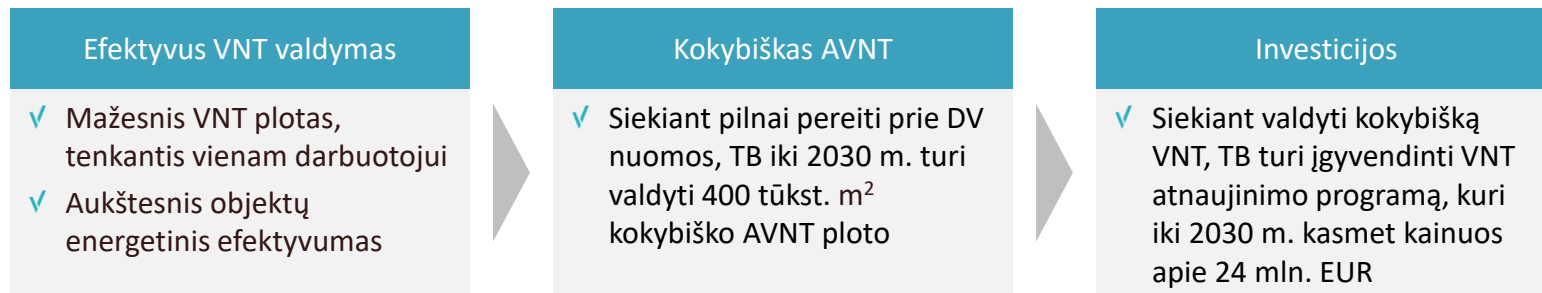 Efektyvus VNT valdymas
√ Mažesnis VNT plotas,
tenkantis vienam darbuotojui
√ Aukštesnis objektų
energetinis efektyvumas
Kokybiškas AVNT
√ Siekiant pilnai pereiti prie DV
nuomos, TB iki 2030 m. turi
valdyti 400 tūkst. m²
kokybiško AVNT ploto
Investicijos
√ Siekiant valdyti kokybišką
VNT, TB turi įgyvendinti VNT
atnaujinimo programą, kuri
iki 2030 m. kasmet kainuos
apie 24 mln. EUR